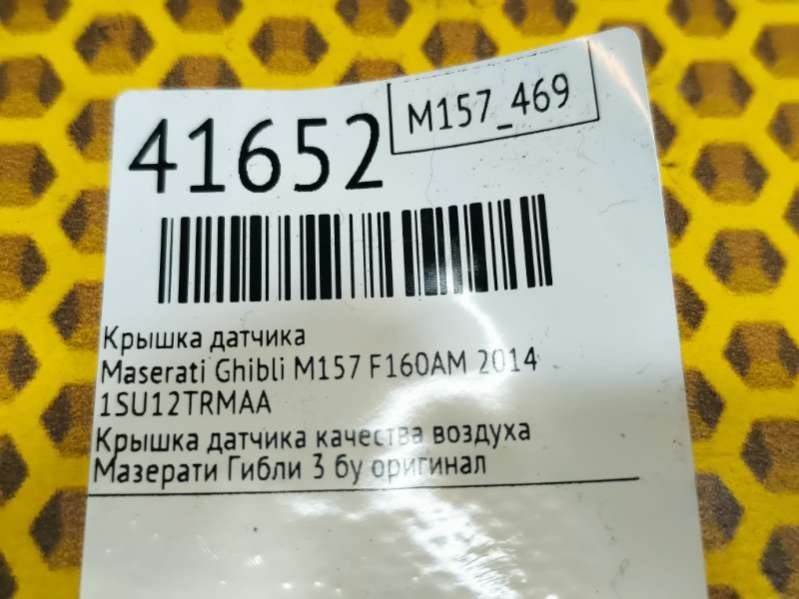 41652
M157_469
Крышка датчика
Maserati Ghibli M157 F160AM 2014
1SU12TRMAA
Крышка датчика качества воздуха
Мазерати Гибли 3 бу оригинал